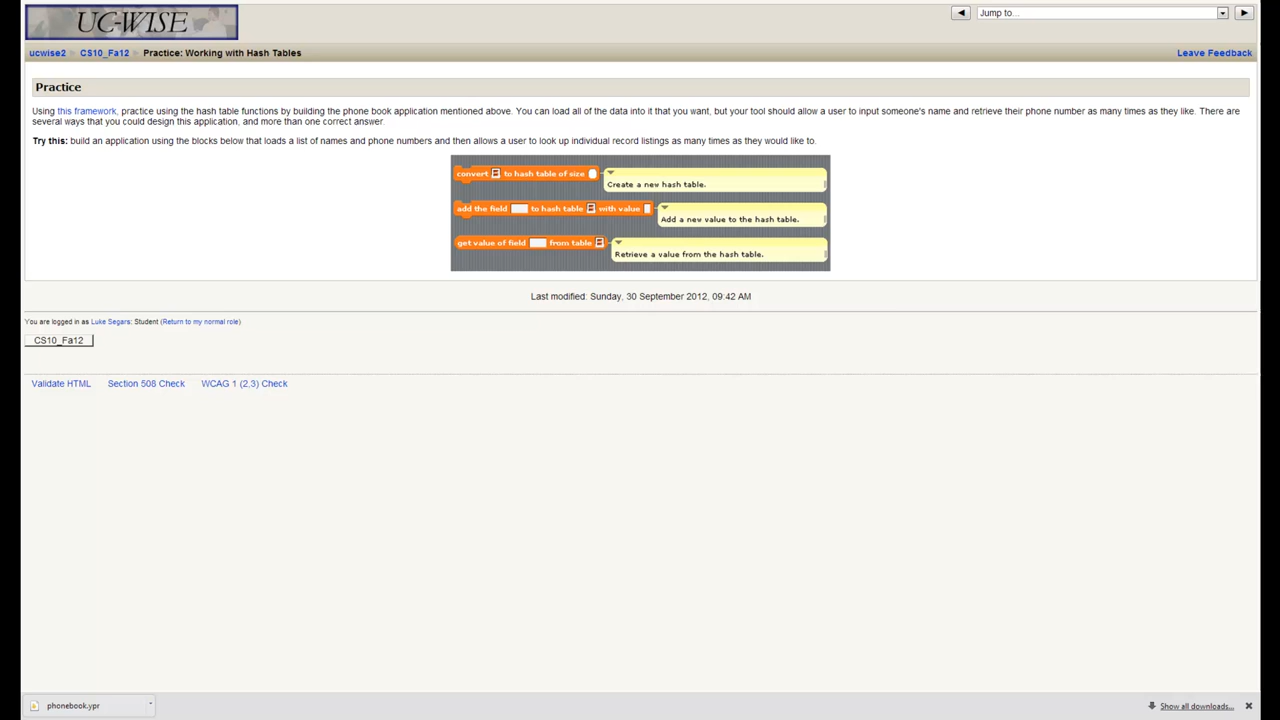 UC-WISE
Jump to...
ucwise2 ► CS10_Fa12 ► Practice: Working with Hash Tables
Leave Feedback
Practice
Using this framework, practice using the hash table functions by building the phone book application mentioned above. You can load all of the data into it that you want, but your tool should allow a user to input someone's name and retrieve their phone number as many times as they like. There are
several ways that you could design this application, and more than one correct answer.
Try this: build an application using the blocks below that loads a list of names and phone numbers and then allows a user to look up individual record listings as many times as they would like to.
convert to hash table of size
Create a new hash table.
add the field to hash table with value
Add a new value to the hash table.
get value of field from table
Retrieve a value from the hash table.
Last modified: Sunday, 30 September 2012, 09:42 AM
You are logged in as Luke Segars: Student (Return to my normal role)
CS10_Fa12
Validate HTML Section 508 Check WCAG 1 (2,3) Check
phonebook.ypr
Show all downloads...